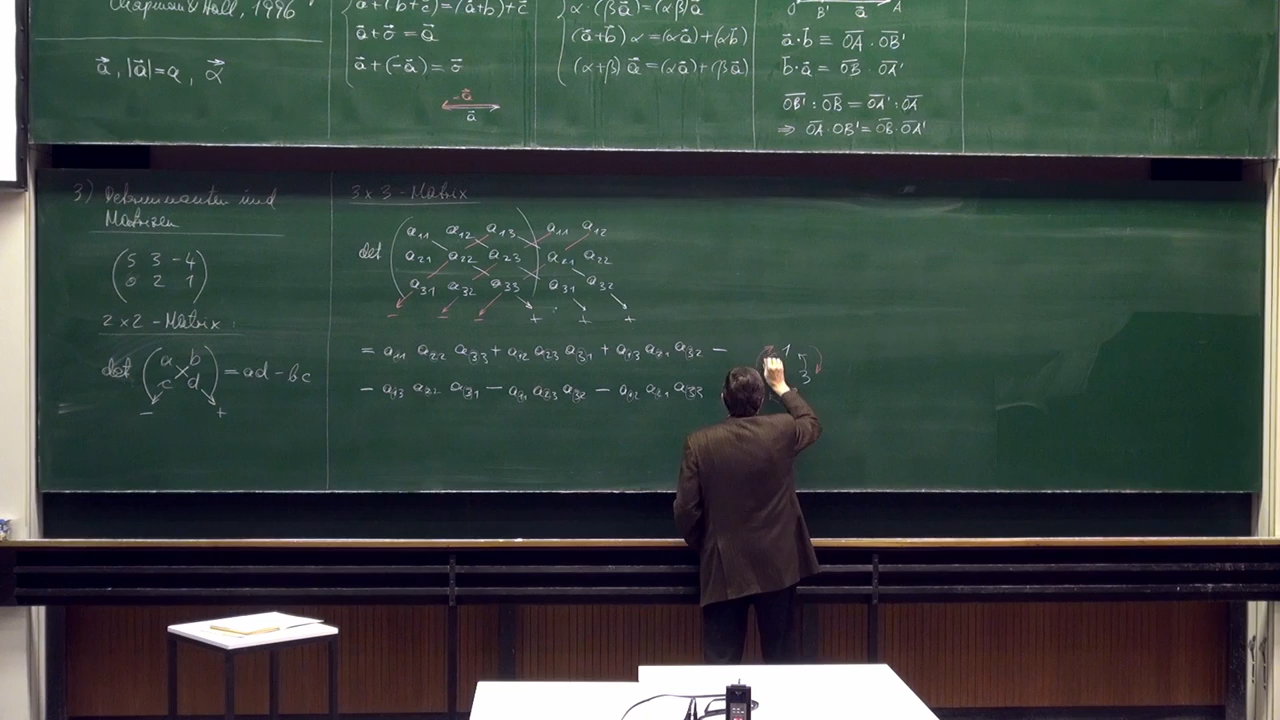 Chapman & Hall, 1996
a⃗, |a⃗| = a, α⃗
a⃗ + (b⃗ + c⃗) = (a⃗ + b⃗) + c⃗
a⃗ + o⃗ = a⃗
a⃗ + (-a⃗) = o⃗
-a⃗
a⃗
α · (β a⃗) = (αβ) a⃗
(a⃗ + b⃗) α = (α a⃗) + (α b⃗)
(α + β) a⃗ = (α a⃗) + (β a⃗)
O B' a⃗ A
a⃗ · b⃗ ≡ OA · OB'
b⃗ · a⃗ = OB · OA'
OB' : OB = OA' : OA
⇒ OA · OB' = OB · OA'
3) Determinanten und
Matrizen
5 3 -4
0 2 1
2 x 2 - Matrix:
det (a b
c d) = ad - bc
- +
3 x 3 - Matrix
det (a₁₁ a₁₂ a₁₃) a₁₁ a₁₂
a₂₁ a₂₂ a₂₃ a₂₁ a₂₂
a₃₁ a₃₂ a₃₃ a₃₁ a₃₂
- - - + + +
= a₁₁ a₂₂ a₃₃ + a₁₂ a₂₃ a₃₁ + a₁₃ a₂₁ a₃₂ -
- a₁₃ a₂₂ a₃₁ - a₁₁ a₂₃ a₃₂ - a₁₂ a₂₁ a₃₃
1
3